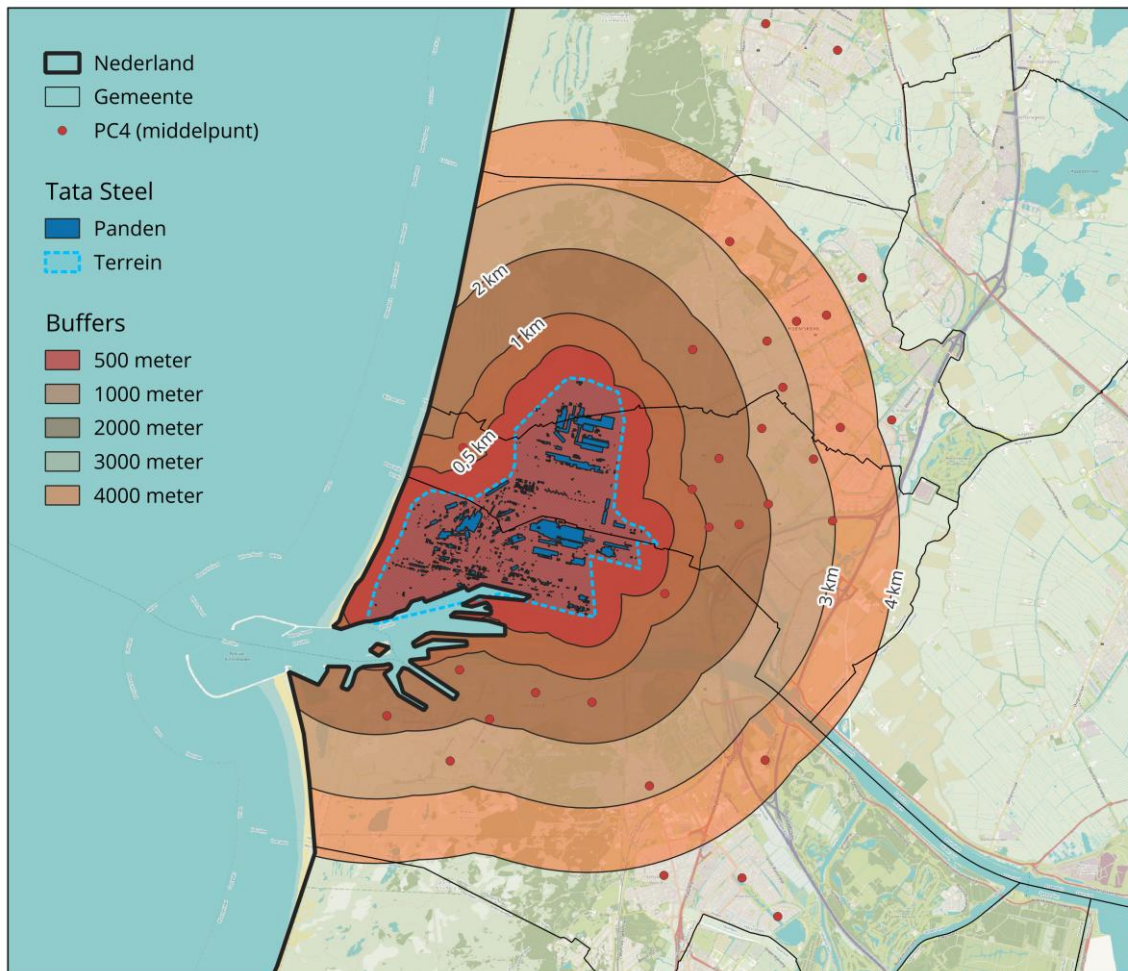 Nederland
Gemeente
PC4 (middelpunt)
Tata Steel
Panden
Terrein
Buffers
500 meter
1000 meter
2000 meter
3000 meter
4000 meter
2 km
1 km
0,5 km
3 km
4 km